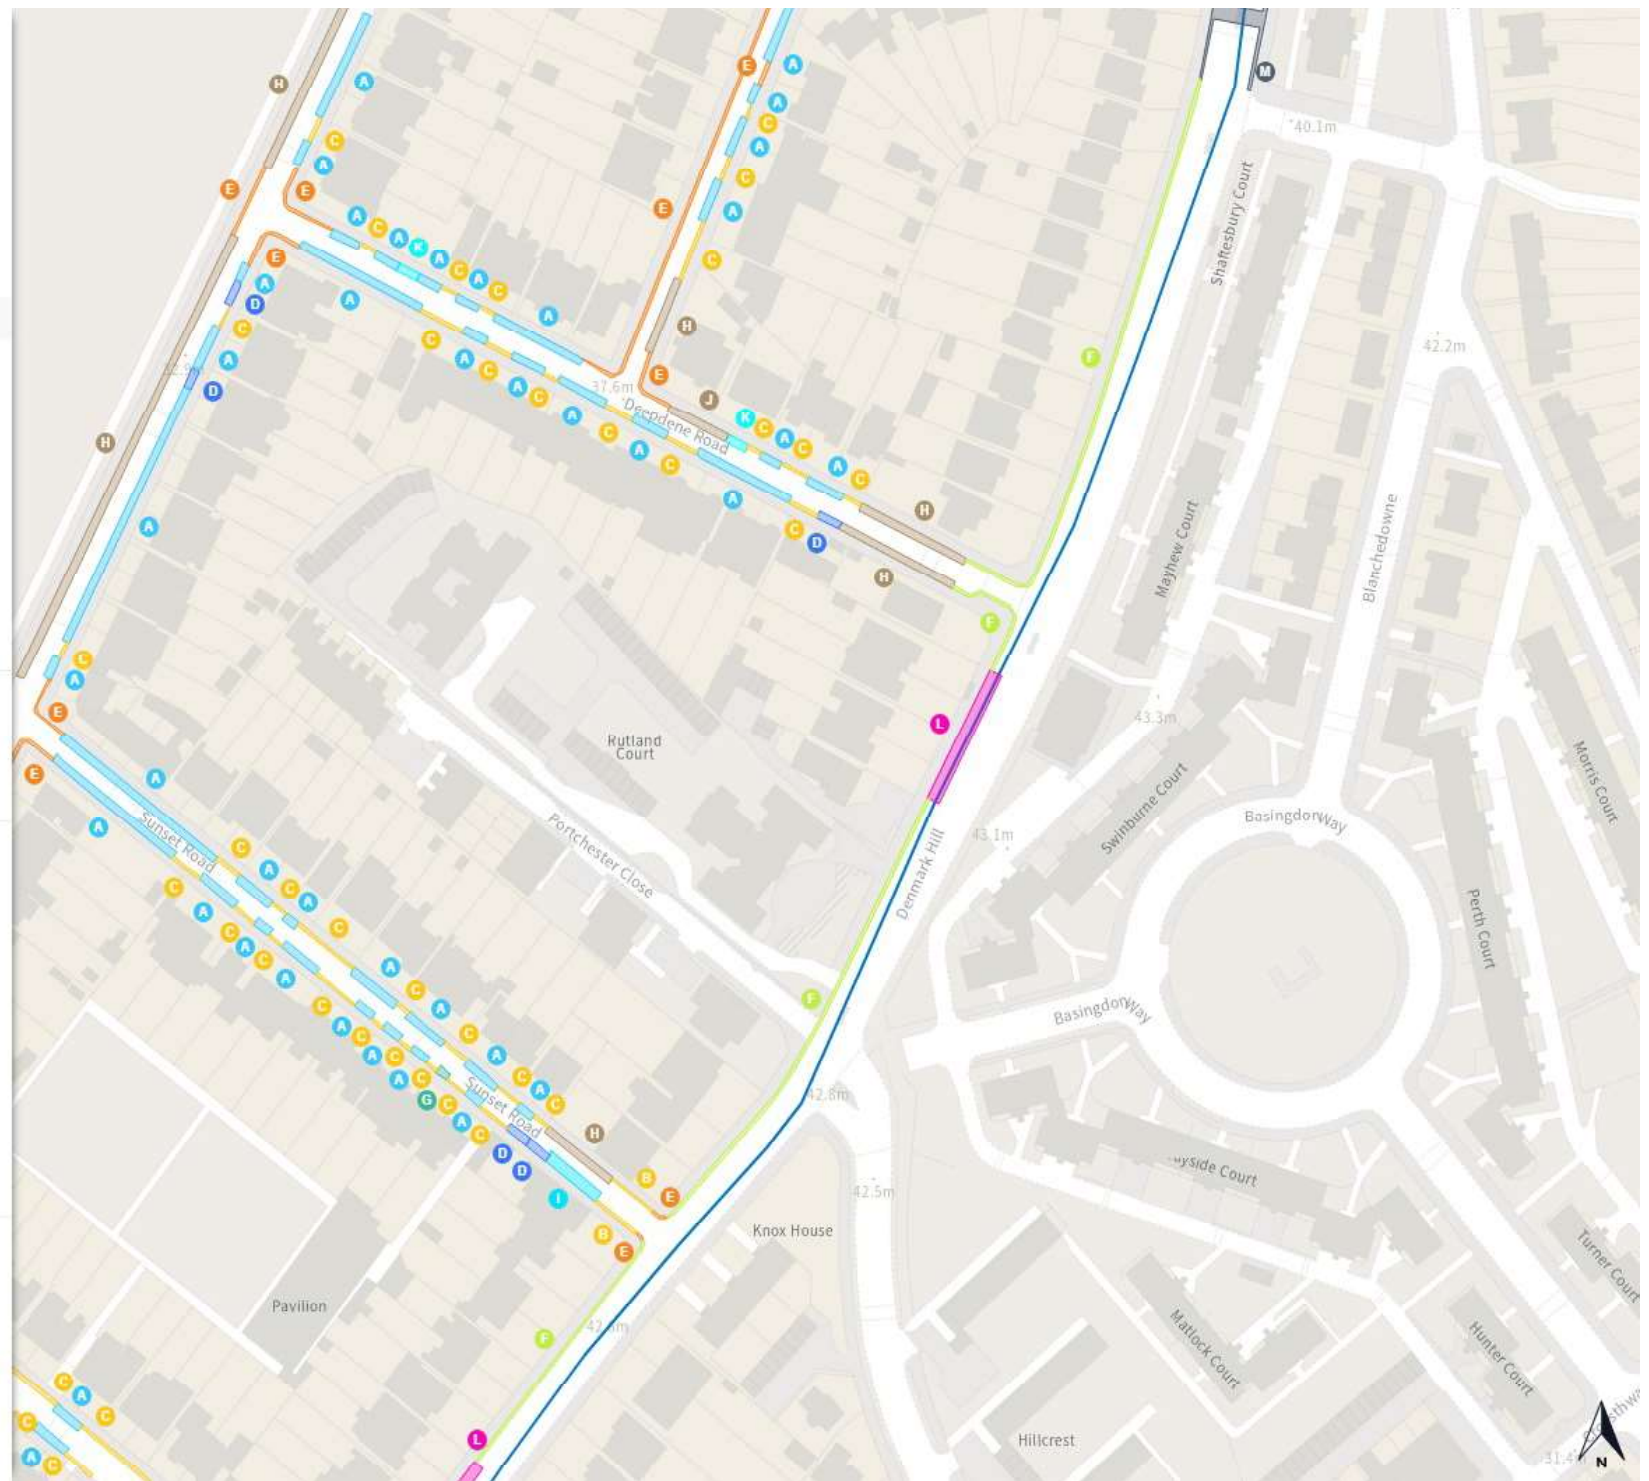 H
E
A
A
A
C
M
40.1m
C
A
A
E
E
C
E
A
A
C
A
K
A
C
A
C
E
C
Shaftesbury Court
E
A
D
A
A
H
C
C
A
D
A
C
A
C
A
C
A
C
E
J
K
C
A
C
A
C
37.6m
Deepdene Road
F
42.2m
H
A
A
C
D
H
H
Mayhew Court
Blanchedowne
F
C
A
E
E
L
43.3m
Rutland
Court
Morris Court
A
A
Sunset Road
C
C
A
C
A
C
A
C
A
C
A
Portchester Close
43.1m
Swinburne Court
Basingdon Way
Denmark Hill
Perth Court
A
C
A
C
A
C
A
C
C
A
C
A
C
A
C
G
C
A
C
D
D
I
F
Basingdon Way
Sunset Road
H
42.8m
B
E
B
E
42.5m
Knox House
Turner Court
Pavilion
F
Matlock Court
Hunter Court
C
A
C
C
A
C
L
Hillcrest
N